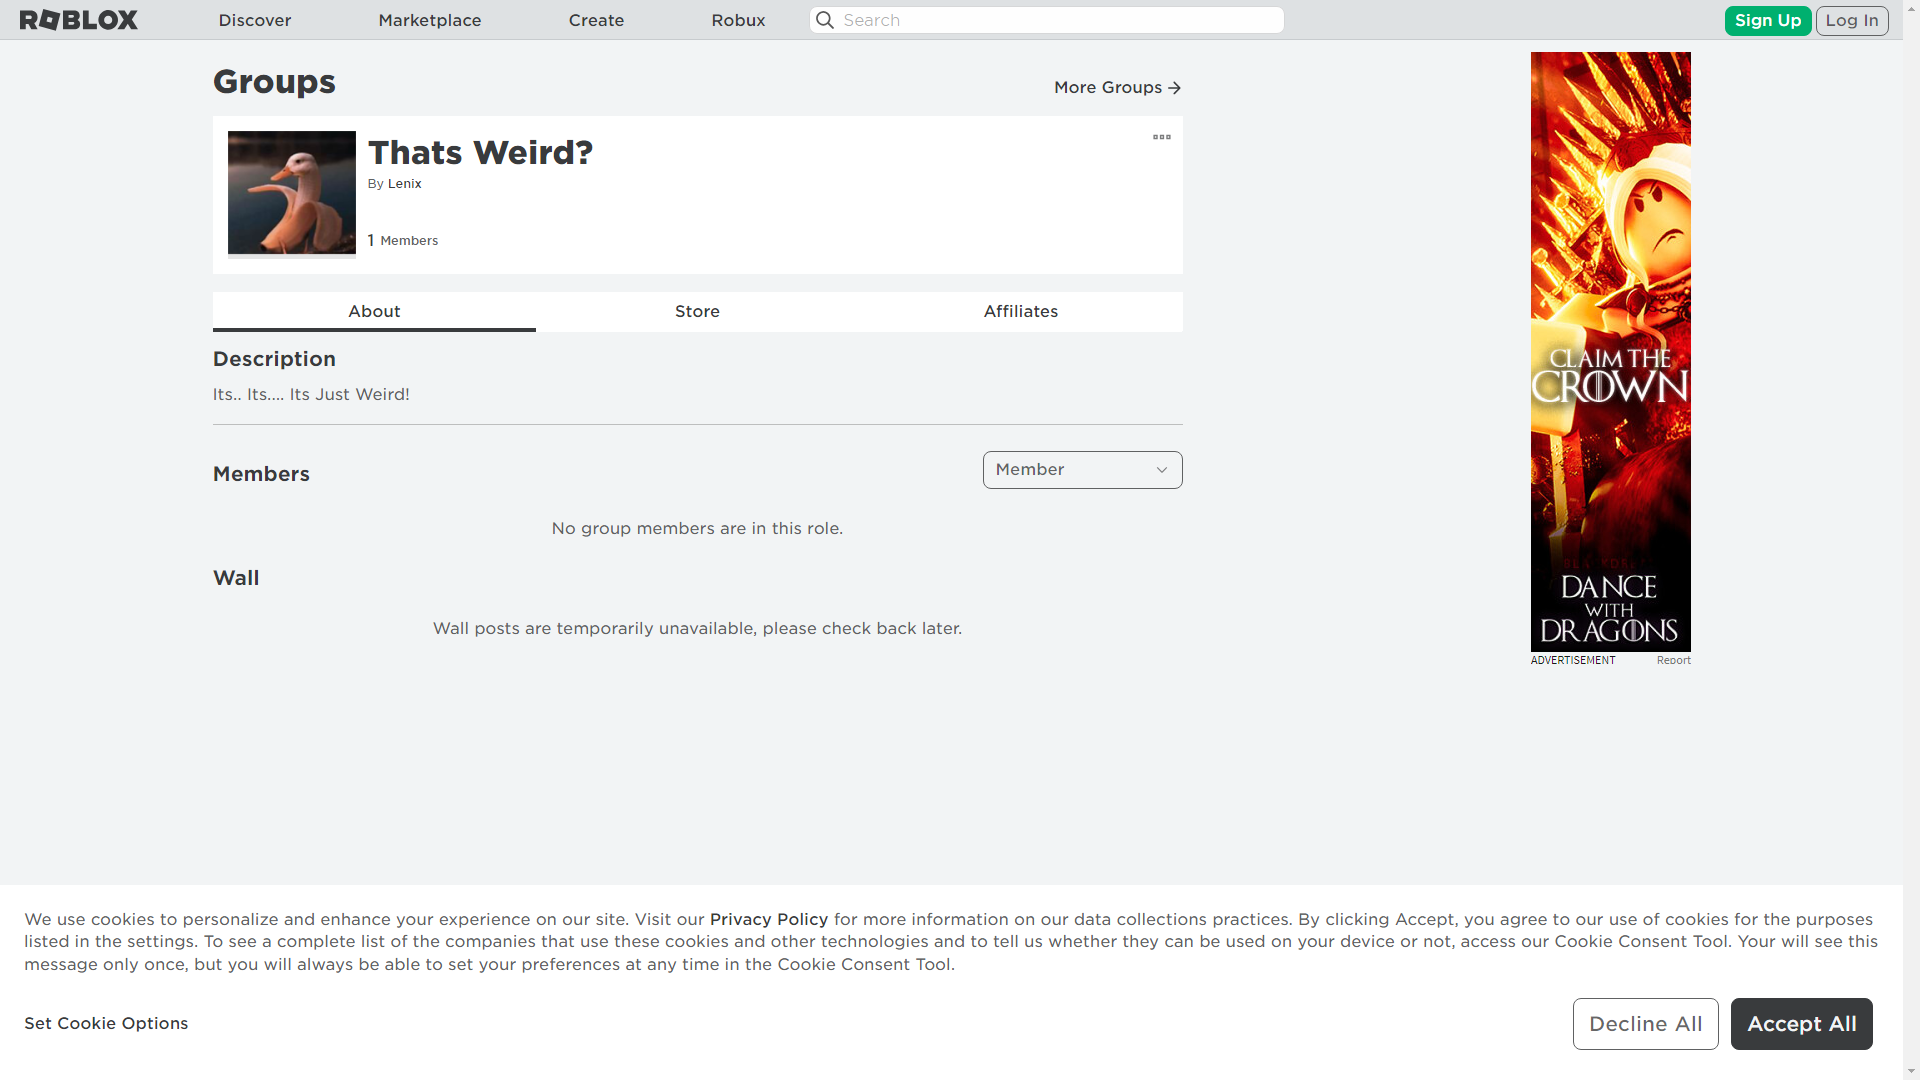 ROBLOX
Discover
Marketplace
Create
Robux
Search
Sign Up
Log In
Groups
More Groups
Thats Weird?
By Lenix
1 Members
About
Store
Affiliates
Description
Its.. Its.... Its Just Weird!
Members
Member
No group members are in this role.
Wall
Wall posts are temporarily unavailable, please check back later.
CLAIM THE
CROWN
DANCE
WITH
DRAGONS
ADVERTISEMENT
Report
We use cookies to personalize and enhance your experience on our site. Visit our Privacy Policy for more information on our data collections practices. By clicking Accept, you agree to our use of cookies for the purposes
listed in the settings. To see a complete list of the companies that use these cookies and other technologies and to tell us whether they can be used on your device or not, access our Cookie Consent Tool. Your will see this
message only once, but you will always be able to set your preferences at any time in the Cookie Consent Tool.
Set Cookie Options
Decline All
Accept All